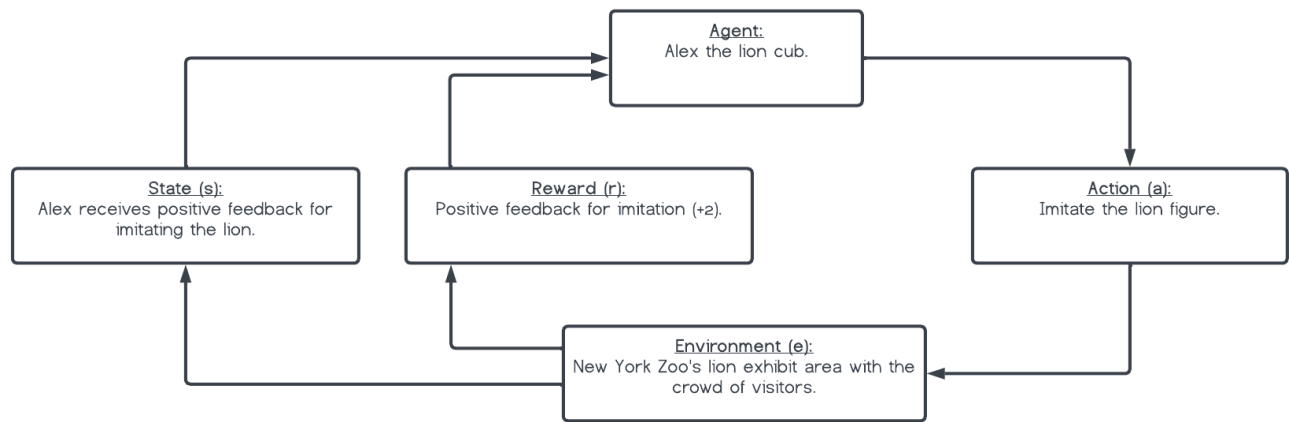 Agent:
Alex the lion cub.
State (s):
Alex receives positive feedback for
imitating the lion.
Reward (r):
Positive feedback for imitation (+2).
Action (a):
Imitate the lion figure.
Environment (e):
New York Zoo's lion exhibit area with the
crowd of visitors.